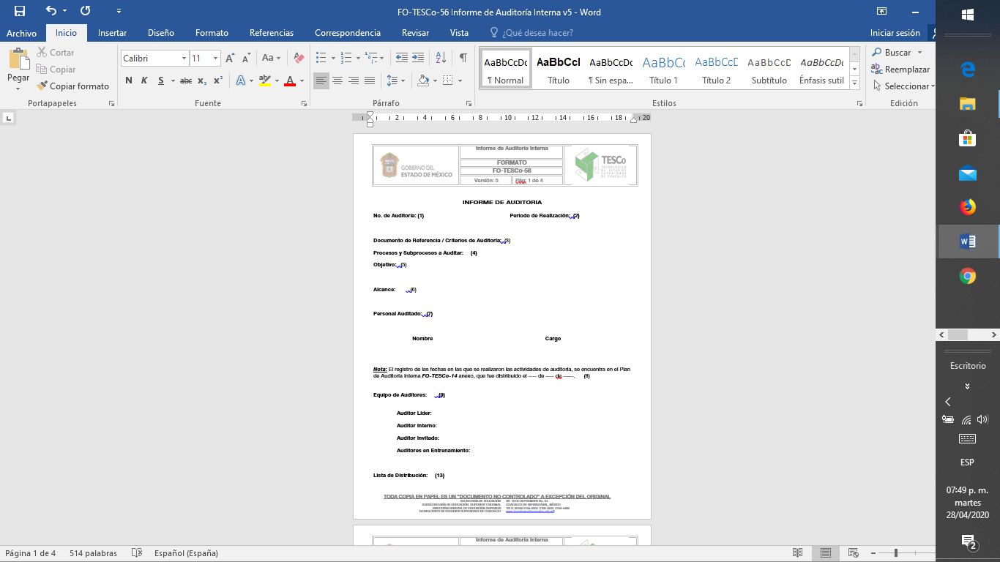 FO-TESCo-56 Informe de Auditoría Interna v5 - Word
Archivo Inicio Insertar Diseño Formato Referencias Correspondencia Revisar Vista ¿Qué desea hacer? Iniciar sesión
Pegar
Cortar
Copiar
Copiar formato
Portapapeles
Calibri 11
N K S abc x₂ x²
Fuente
Párrafo
AaBbCcDc AaBbCcI AaBbCcDc AaBbCc AaBbCcD AaBbCcD AaBbCcDc
¶ Normal Título ¶ Sin espa... Título 1 Título 2 Subtítulo Énfasis sutil
Estilos
Buscar
Reemplazar
Seleccionar
Edición
2 4 6 8 10 12 14 16 18 20
GOBIERNO DEL
ESTADO DE MÉXICO
Informe de Auditoría Interna
FORMATO
FO-TESCo-56
Versión: 5 Pág. 1 de 4
TESCo
TECNOLÓGICO
DE ESTUDIOS
SUPERIORES
DE COACALCO
INFORME DE AUDITORIA
No. de Auditoría: (1) Periodo de Realización: (2)
Documento de Referencia / Criterios de Auditoría: (3)
Procesos y Subprocesos a Auditar: (4)
Objetivo: (5)
Alcance: (6)
Personal Auditado: (7)
Nombre Cargo
Nota: El registro de las fechas en las que se realizaron las actividades de auditoría, se encuentra en el Plan
de Auditoría Interna FO-TESCo-14 anexo, que fue distribuido el ----- de ----- de ------. (8)
Equipo de Auditores: (9)
Auditor Líder:
Auditor Interno:
Auditor Invitado:
Auditores en Entrenamiento:
Lista de Distribución: (13)
TODA COPIA EN PAPEL ES UN "DOCUMENTO NO CONTROLADO" A EXCEPCIÓN DEL ORIGINAL
SECRETARÍA DE EDUCACIÓN
SUBSECRETARÍA DE EDUCACIÓN SUPERIOR Y NORMAL
DIRECCIÓN GENERAL DE EDUCACIÓN SUPERIOR
TECNOLÓGICO DE ESTUDIOS SUPERIORES DE COACALCO
AV. 16 DE SEPTIEMBRE No. 54
COACALCO DE BERRIOZÁBAL, MÉXICO
Informe de Auditoría Interna
GOBIERNO DEL
TESCo
Página 1 de 4 514 palabras Español (España)
Escritorio
ESP
07:49 p. m.
martes
28/04/2020
2